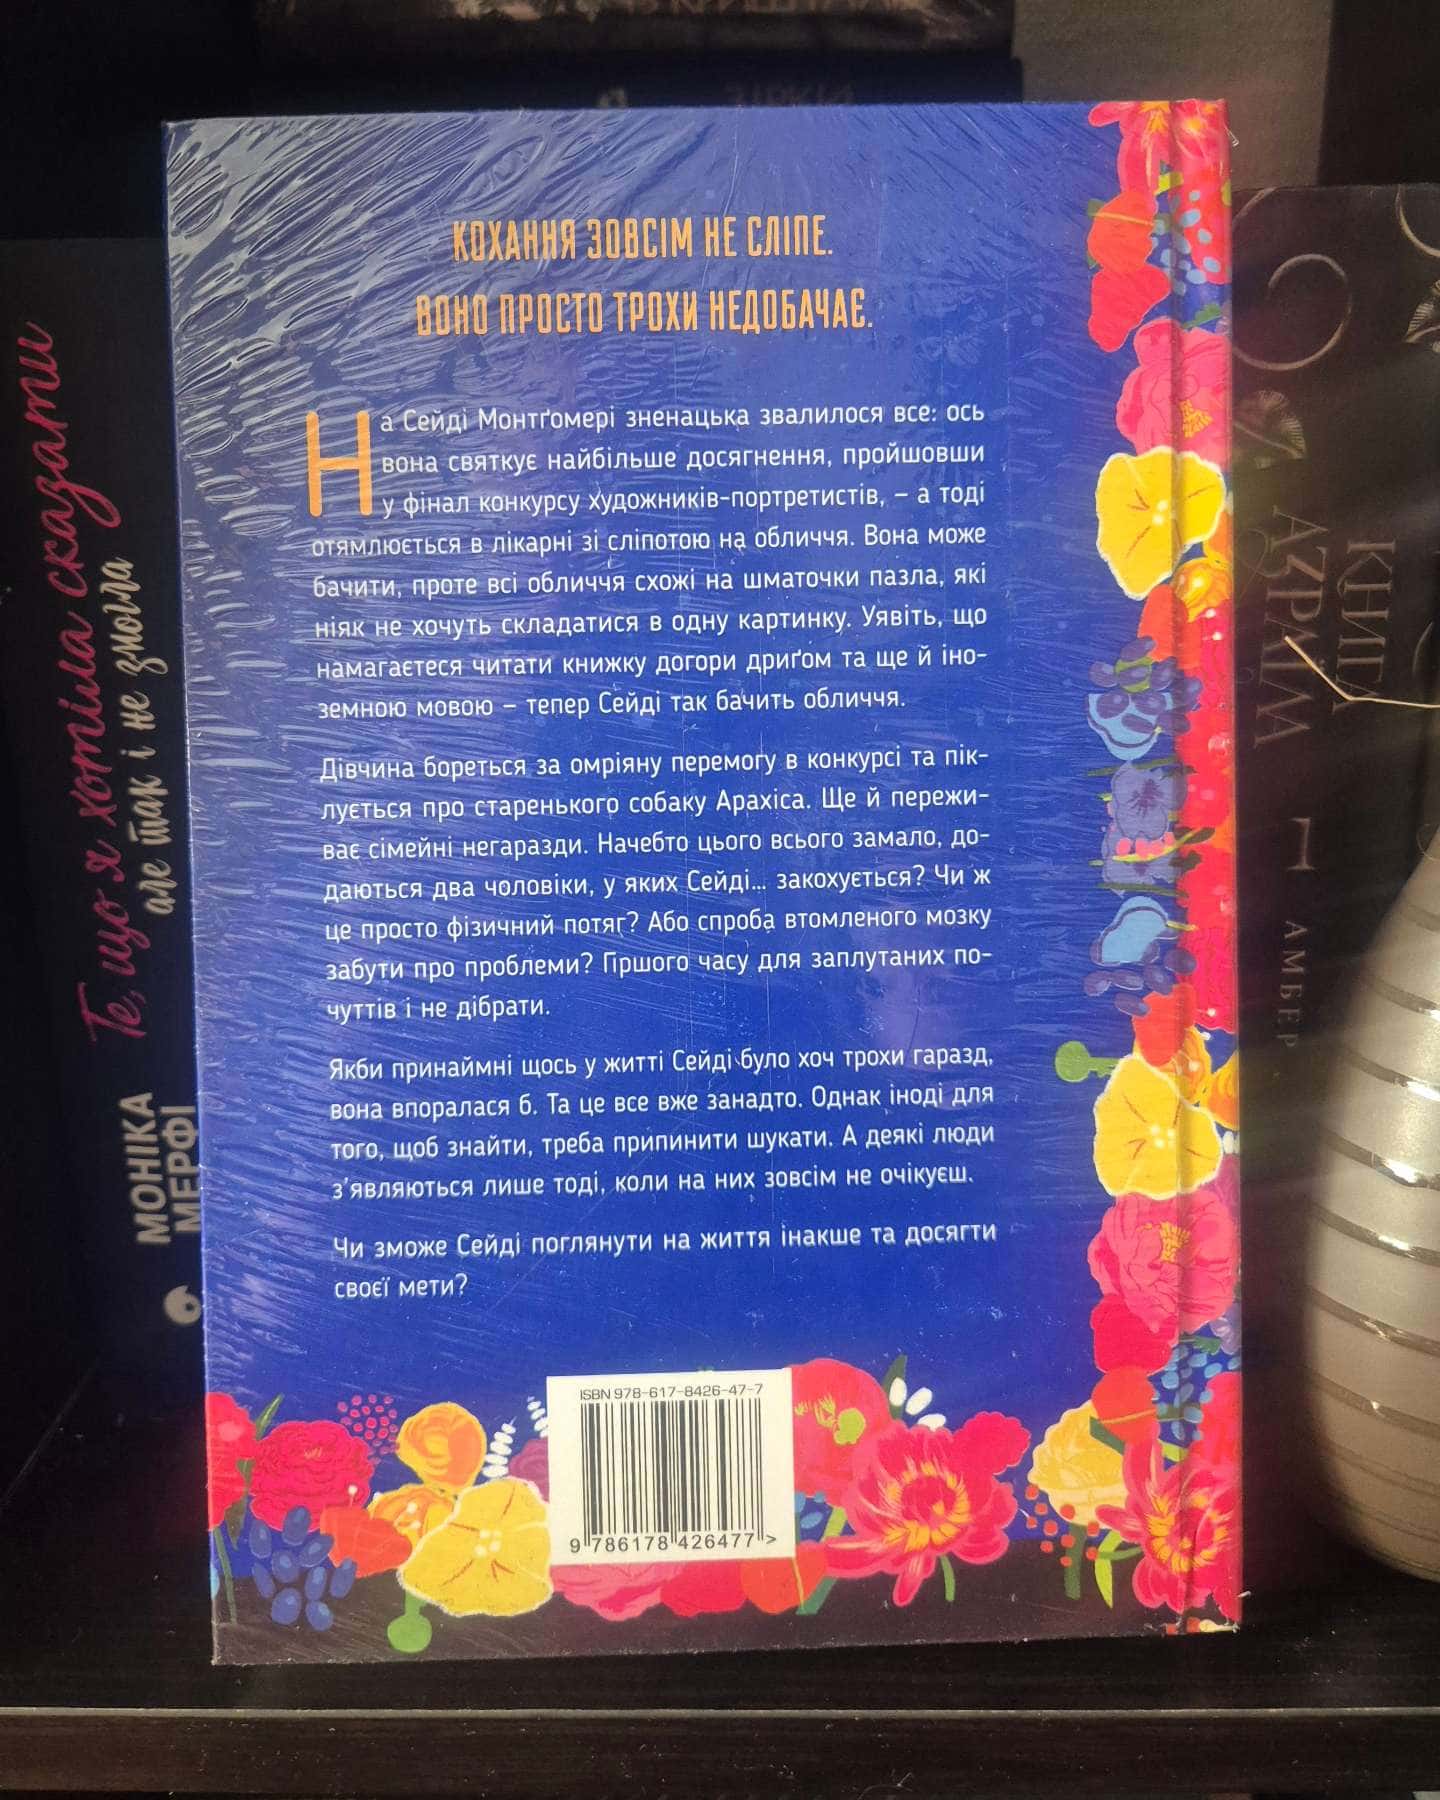 КОХАННЯ ЗОВСІМ НЕ СЛІПЕ.
ВОНО ПРОСТО ТРОХИ НЕДОБАЧАЄ.
На Сейді Монтґомері зненацька звалилося все: ось
вона святкує найбільше досягнення, пройшовши
у фінал конкурсу художників-портретистів, – а тоді
отямлюється в лікарні зі сліпотою на обличчя. Вона може
бачити, проте всі обличчя схожі на шматочки пазла, які
ніяк не хочуть складатися в одну картинку. Уявіть, що
намагаєтеся читати книжку догори дриґом та ще й іно-
земною мовою – тепер Сейді так бачить обличчя.
Дівчина бореться за омріяну перемогу в конкурсі та пік-
лується про старенького собаку Арахіса. Ще й пережи-
ває сімейні негаразди. Начебто цього всього замало, до-
даються два чоловіки, у яких Сейді... закохується? Чи ж
це просто фізичний потяг? Або спроба втомленого мозку
забути про проблеми? Гіршого часу для заплутаних по-
чуттів і не дібрати.
Якби принаймні щось у житті Сейді було хоч трохи гаразд,
вона впоралася б. Та це все вже занадто. Однак іноді для
того, щоб знайти, треба припинити шукати. А деякі люди
з'являються лише тоді, коли на них зовсім не очікуєш.
Чи зможе Сейді поглянути на життя інакше та досягти
своєї мети?
ISBN 978-617-8426-47-7
9 786178 426477 >
Те, що я хотіла сказати
але так і не змогла
МОНІКА
МЕРФІ
КНИГА
АЗРАЇЛ
1
АМБЕР